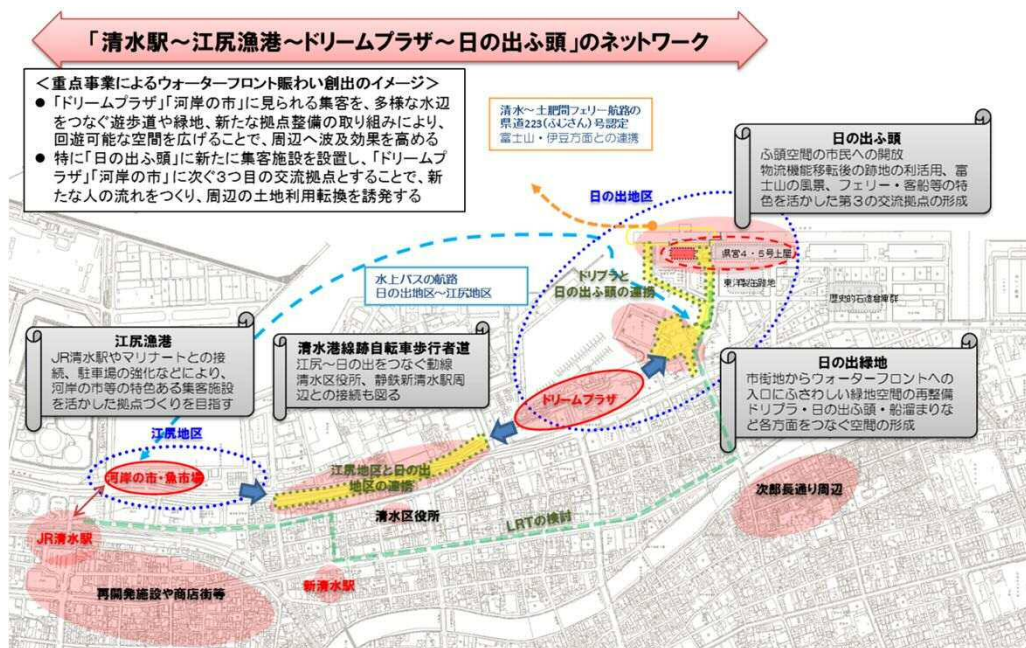 「清水駅～江尻漁港～ドリームプラザ～日の出ふ頭」のネットワーク
＜重点事業によるウォーターフロント賑わい創出のイメージ＞
● 「ドリームプラザ」「河岸の市」に見られる集客を、多様な水辺
をつなぐ遊歩道や緑地、新たな拠点整備の取り組みにより、
回遊可能な空間を広げることで、周辺へ波及効果を高める
● 特に「日の出ふ頭」に新たに集客施設を設置し、「ドリームプ
ラザ」「河岸の市」に次ぐ3つ目の交流拠点とすることで、新
たな人の流れをつくり、周辺の土地利用転換を誘発する
清水～土肥間フェリー航路の
県道223(ふじさん)号認定
富士山・伊豆方面との連携
日の出ふ頭
ふ頭空間の市民への開放
物流機能移転後の跡地の利活用、富
士山の風景、フェリー・客船等の特
色を活かした第３の交流拠点の形成
日の出地区
県営４・５号上屋
東洋製缶跡地
歴史的石造倉庫群
ドリプラと
日の出ふ頭の連携
水上バスの航路
日の出地区～江尻地区
江尻漁港
JR清水駅やマリナートとの接
続、駐車場の強化などにより、
河岸の市等の特色ある集客施設
を活かした拠点づくりを目指す
清水港線跡自転車歩行者道
江尻～日の出をつなぐ動線
清水区役所、静鉄新清水駅周
辺との接続も図る
ドリームプラザ
日の出緑地
市街地からウォーターフロントへの
入口にふさわしい緑地空間の再整備
ドリプラ・日の出ふ頭・船溜まりな
ど各方面をつなぐ空間の形成
江尻地区
河岸の市・魚市場
江尻地区と日の出
地区の連携
清水区役所
次郎長通り周辺
LRTの検討
JR清水駅
新清水駅
再開発施設や商店街等